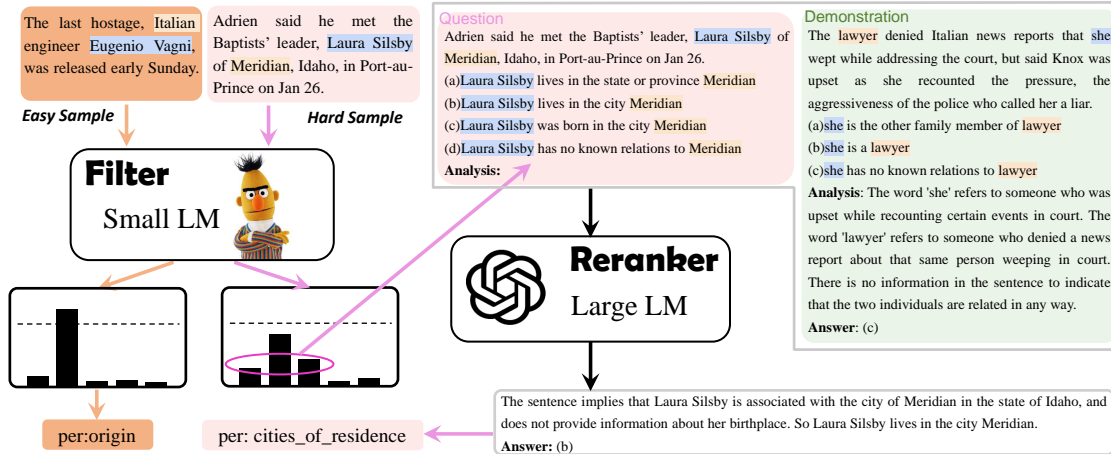 The last hostage, Italian
engineer Eugenio Vagni,
was released early Sunday.
Adrien said he met the
Baptists' leader, Laura Silsby
of Meridian, Idaho, in Port-au-
Prince on Jan 26.
Easy Sample
Hard Sample
Filter
Small LM
per:origin
per: cities_of_residence
Question
Adrien said he met the Baptists' leader, Laura Silsby of
Meridian, Idaho, in Port-au-Prince on Jan 26.
(a)Laura Silsby lives in the state or province Meridian
(b)Laura Silsby lives in the city Meridian
(c)Laura Silsby was born in the city Meridian
(d)Laura Silsby has no known relations to Meridian
Analysis:
Reranker
Large LM
Demonstration
The lawyer denied Italian news reports that she
wept while addressing the court, but said Knox was
upset as she recounted the pressure, the
aggressiveness of the police who called her a liar.
(a)she is the other family member of lawyer
(b)she is a lawyer
(c)she has no known relations to lawyer
Analysis: The word 'she' refers to someone who was
upset while recounting certain events in court. The
word 'lawyer' refers to someone who denied a news
report about that same person weeping in court.
There is no information in the sentence to indicate
that the two individuals are related in any way.
Answer: (c)
The sentence implies that Laura Silsby is associated with the city of Meridian in the state of Idaho, and
does not provide information about her birthplace. So Laura Silsby lives in the city Meridian.
Answer: (b)